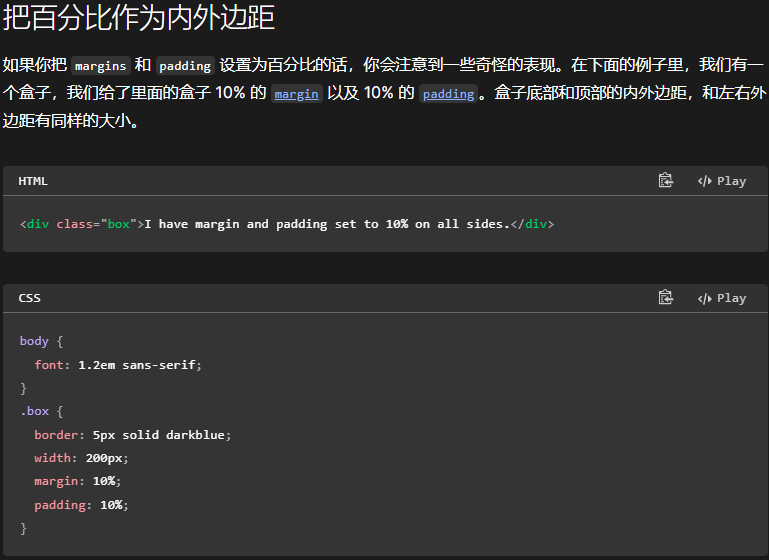 把百分比作为内外边距
如果你把 margins 和 padding 设置为百分比的话，你会注意到一些奇怪的表现。在下面的例子里，我们有一
个盒子，我们给了里面的盒子 10% 的 margin 以及 10% 的 padding。盒子底部和顶部的内外边距，和左右外
边距有同样的大小。
HTML Play
<div class="box">I have margin and padding set to 10% on all sides.</div>
CSS Play
body {
  font: 1.2em sans-serif;
}
.box {
  border: 5px solid darkblue;
  width: 200px;
  margin: 10%;
  padding: 10%;
}